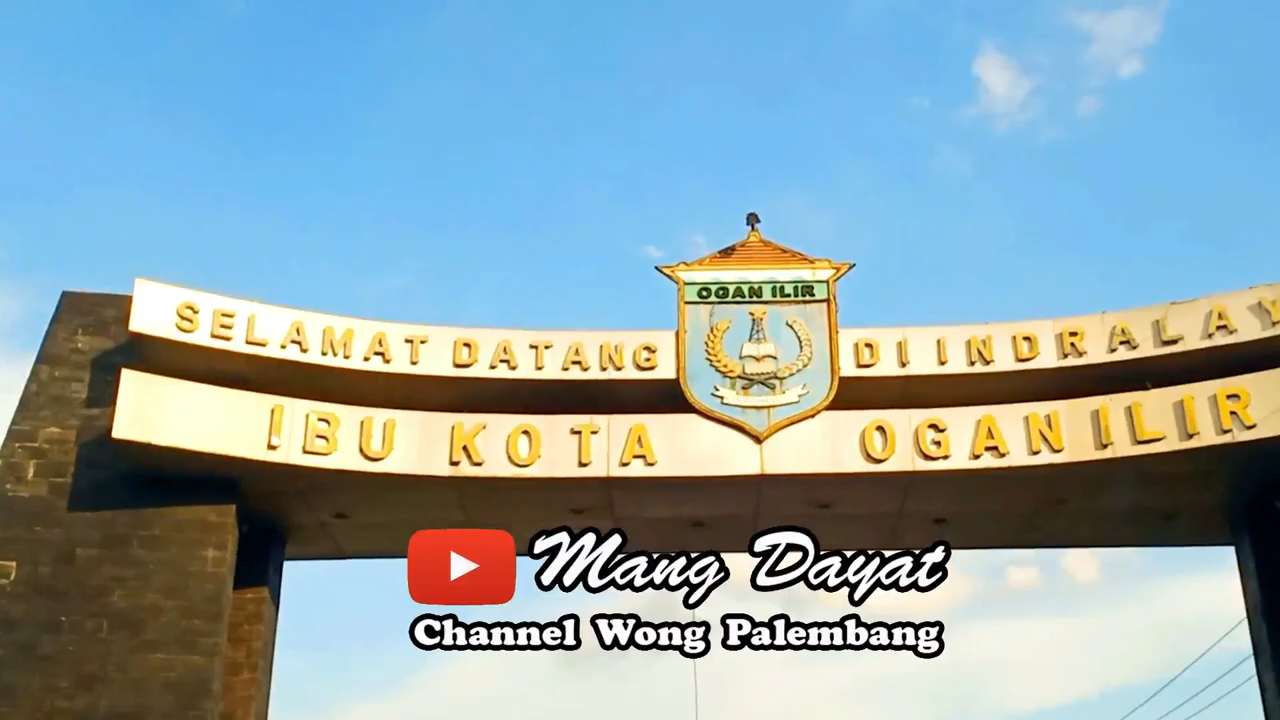 SELAMAT DATANG DI INDRALAY
OGAN ILIR
IBU KOTA OGAN ILIR
Mang Dayat
Channel Wong Palembang